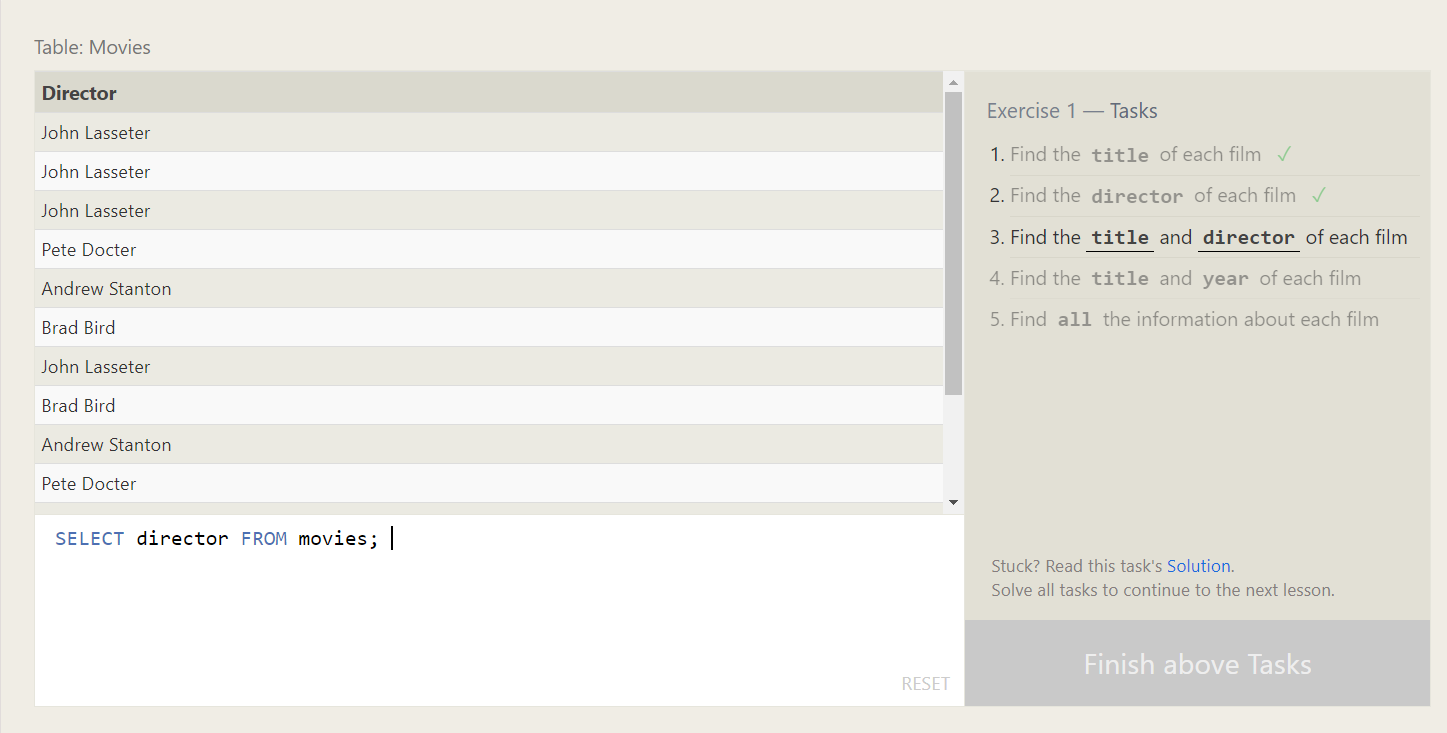 Table: Movies
Director
John Lasseter
John Lasseter
John Lasseter
Pete Docter
Andrew Stanton
Brad Bird
John Lasseter
Brad Bird
Andrew Stanton
Pete Docter
SELECT director FROM movies;
RESET
Exercise 1 — Tasks
1. Find the title of each film ✓
2. Find the director of each film ✓
3. Find the title and director of each film
4. Find the title and year of each film
5. Find all the information about each film
Stuck? Read this task's Solution.
Solve all tasks to continue to the next lesson.
Finish above Tasks